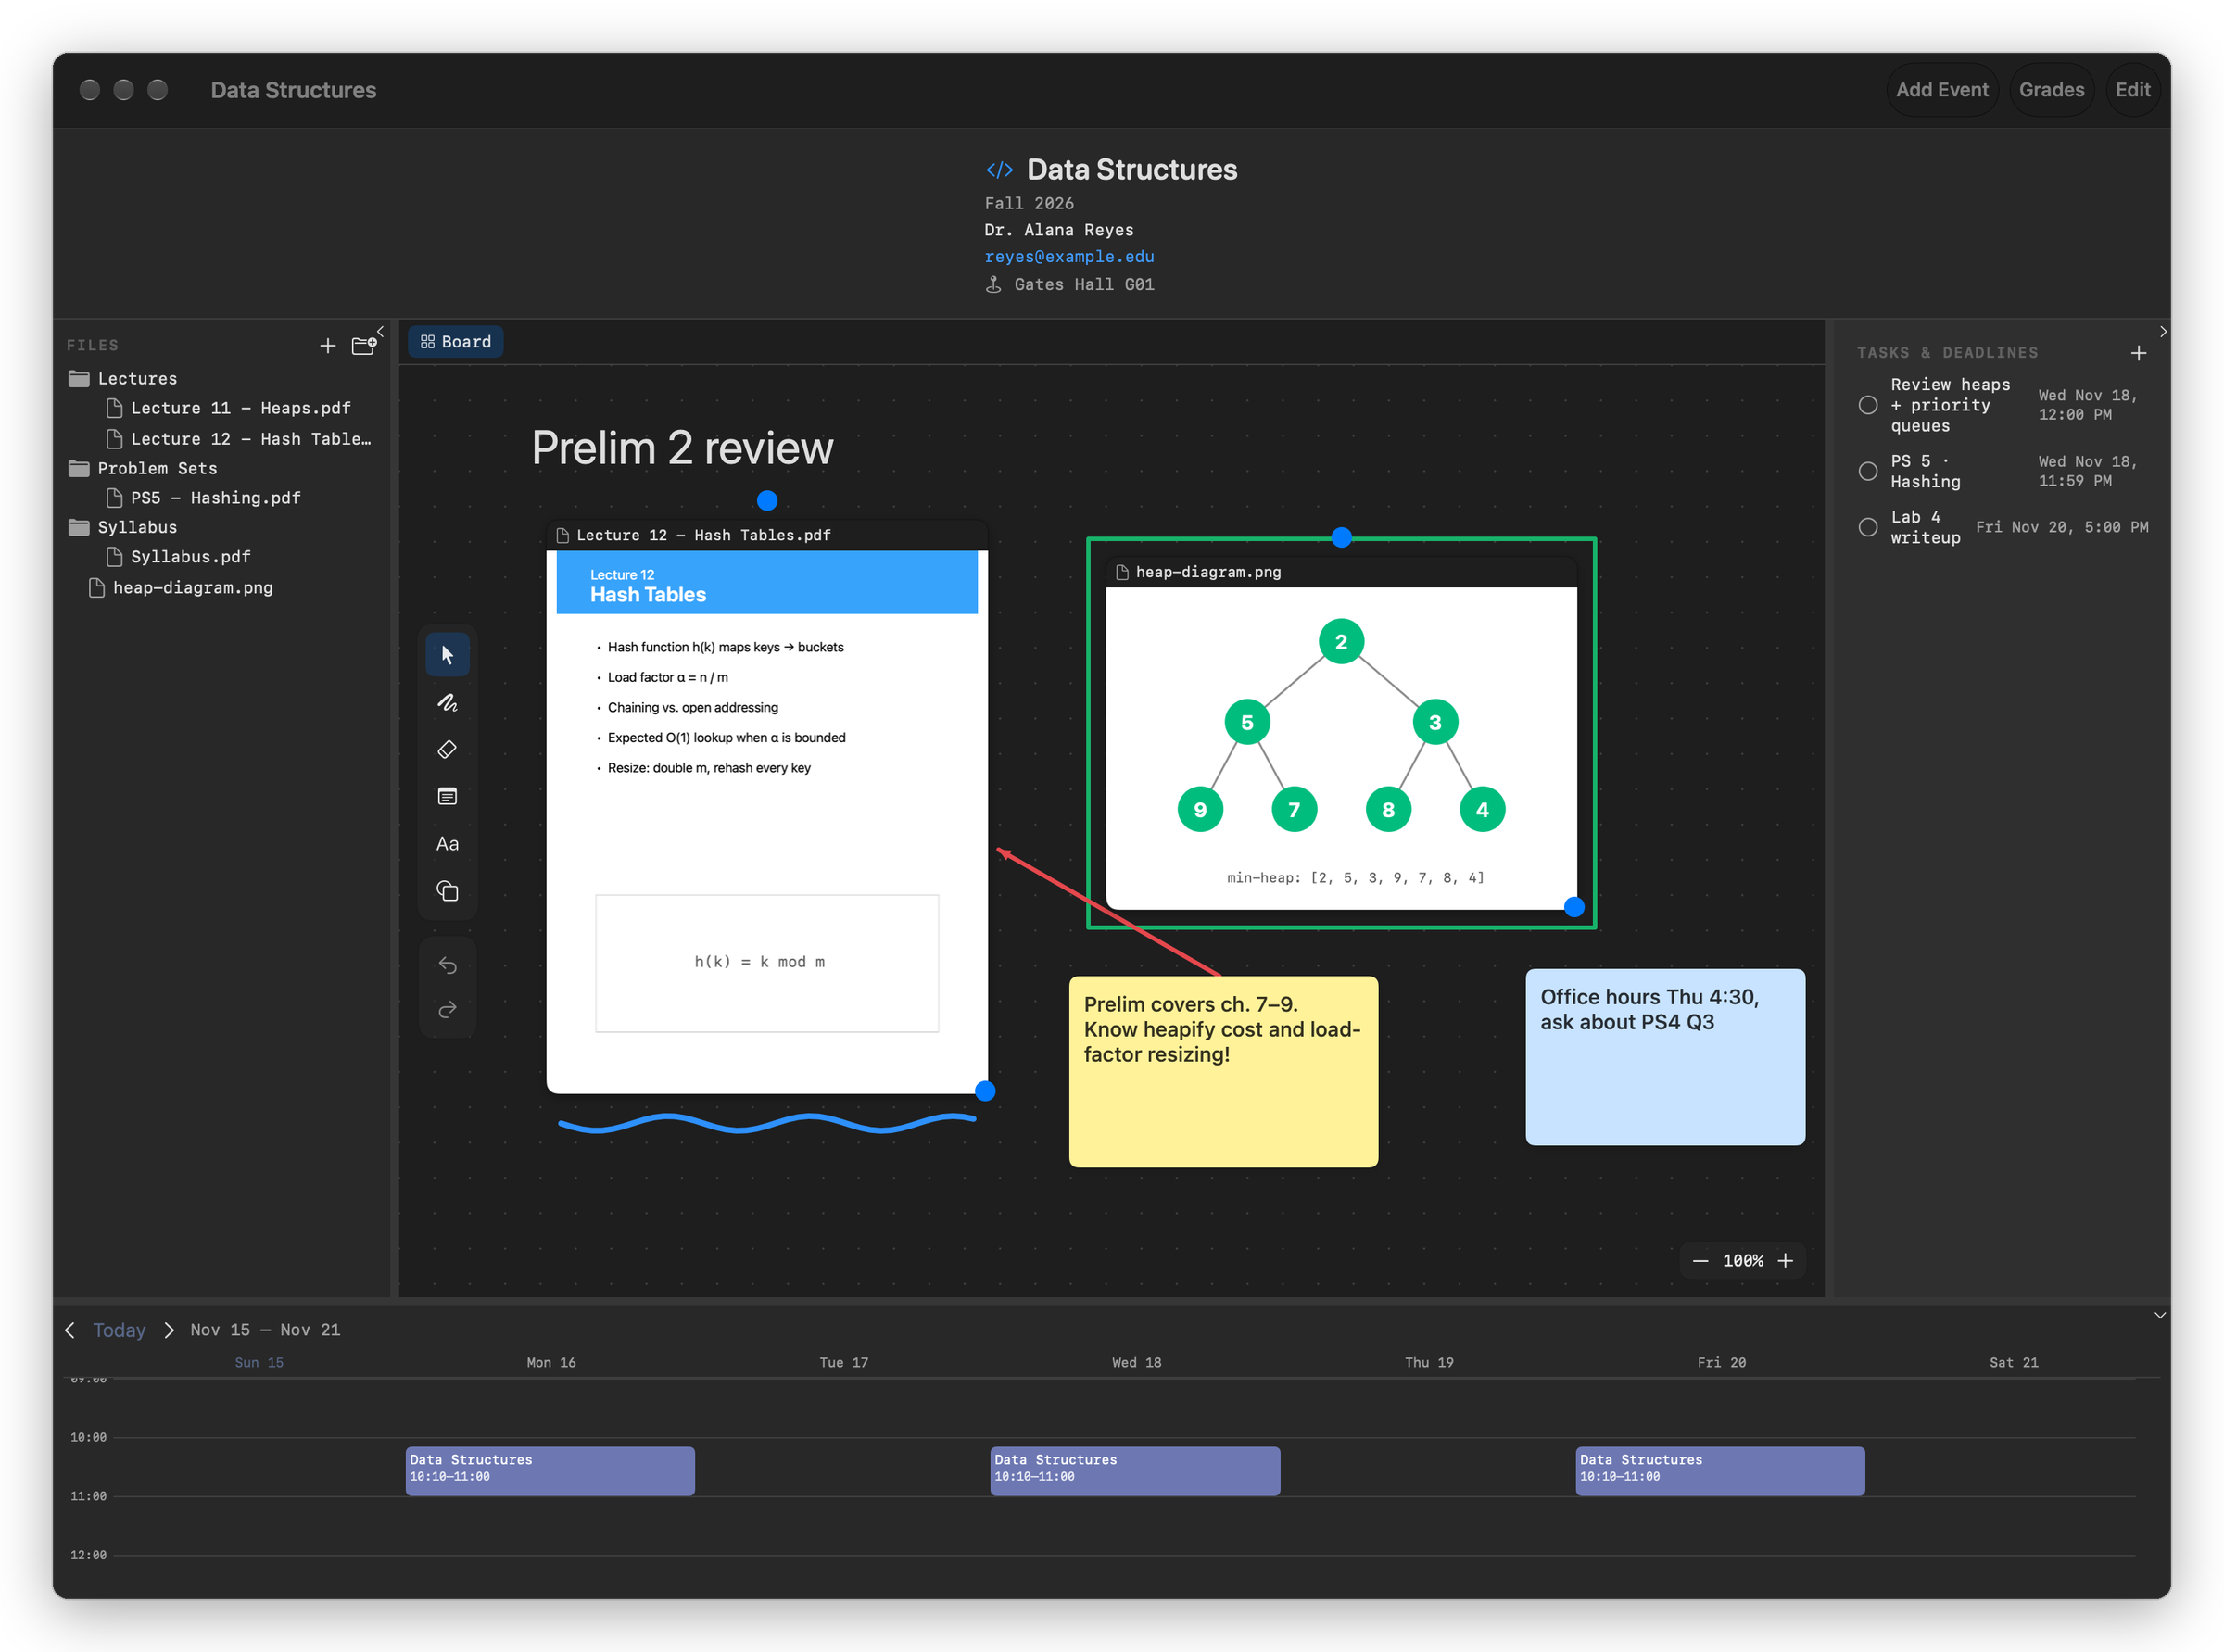 Data Structures
Add Event
Grades
Edit
Data Structures
Fall 2026
Dr. Alana Reyes
reyes@example.edu
Gates Hall G01
FILES
Lectures
Lecture 11 – Heaps.pdf
Lecture 12 – Hash Table…
Problem Sets
PS5 – Hashing.pdf
Syllabus
Syllabus.pdf
heap-diagram.png
Board
Prelim 2 review
Aa
Lecture 12 – Hash Tables.pdf
Lecture 12
Hash Tables
• Hash function h(k) maps keys → buckets
• Load factor α = n / m
• Chaining vs. open addressing
• Expected O(1) lookup when α is bounded
• Resize: double m, rehash every key
h(k) = k mod m
heap-diagram.png
2
5
3
9
7
8
4
min-heap: [2, 5, 3, 9, 7, 8, 4]
Prelim covers ch. 7–9.
Know heapify cost and load-
factor resizing!
Office hours Thu 4:30,
ask about PS4 Q3
100%
TASKS & DEADLINES
Review heaps
+ priority
queues
Wed Nov 18,
12:00 PM
PS 5 ·
Hashing
Wed Nov 18,
11:59 PM
Lab 4
writeup
Fri Nov 20, 5:00 PM
Today
Nov 15 – Nov 21
Sun 15
Mon 16
Tue 17
Wed 18
Thu 19
Fri 20
Sat 21
09:00
10:00
Data Structures
10:10–11:00
Data Structures
10:10–11:00
Data Structures
10:10–11:00
11:00
12:00